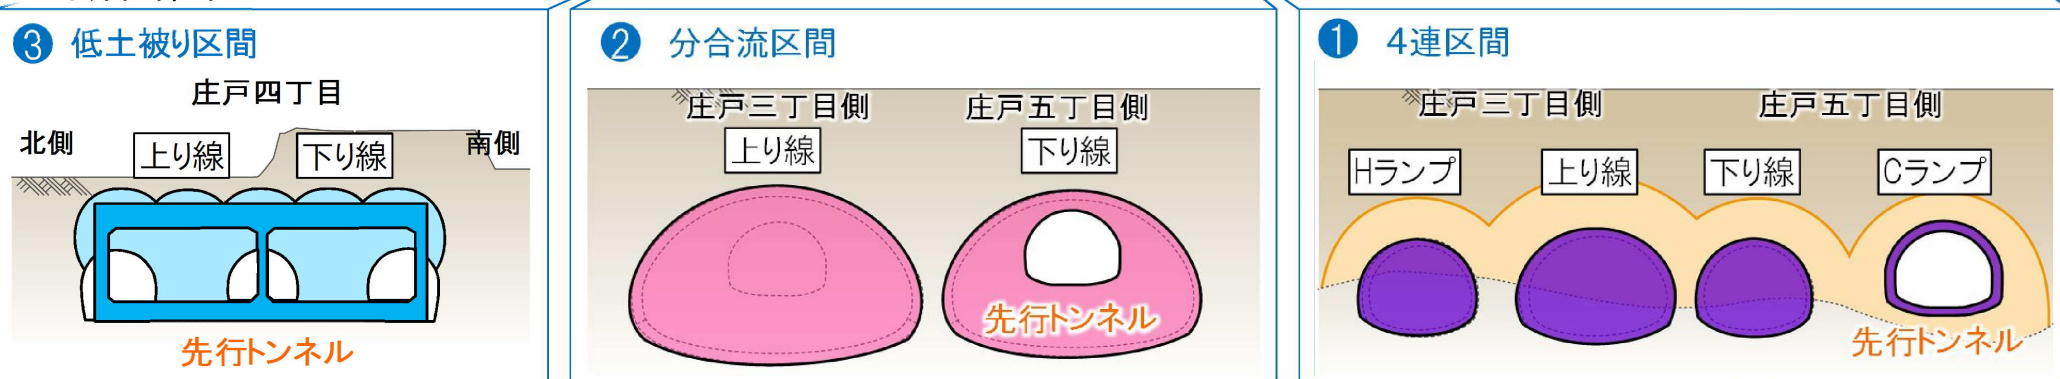 ③ 低土被り区間
庄戸四丁目
北側
上り線
下り線
南側
先行トンネル
② 分合流区間
庄戸三丁目側
庄戸五丁目側
上り線
下り線
先行トンネル
① 4連区間
庄戸三丁目側
庄戸五丁目側
Hランプ
上り線
下り線
Cランプ
先行トンネル